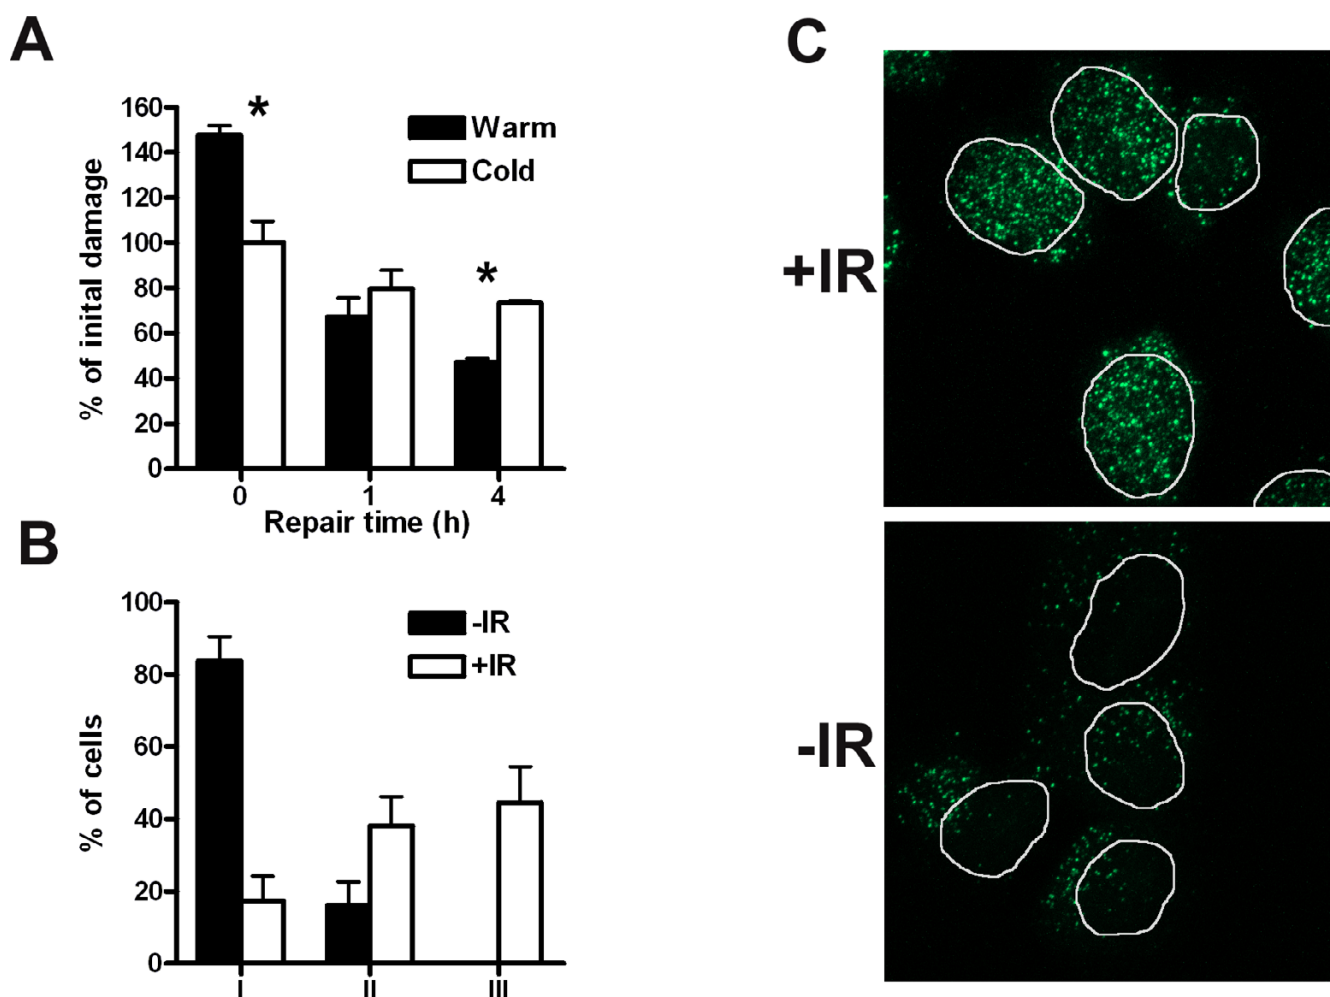 A
*
Warm
Cold
*
% of inital damage
160
140
120
100
80
60
40
20
0
0 1 4
Repair time (h)
B
-IR
+IR
% of cells
100
80
60
40
20
0
I II III
C
+IR
-IR